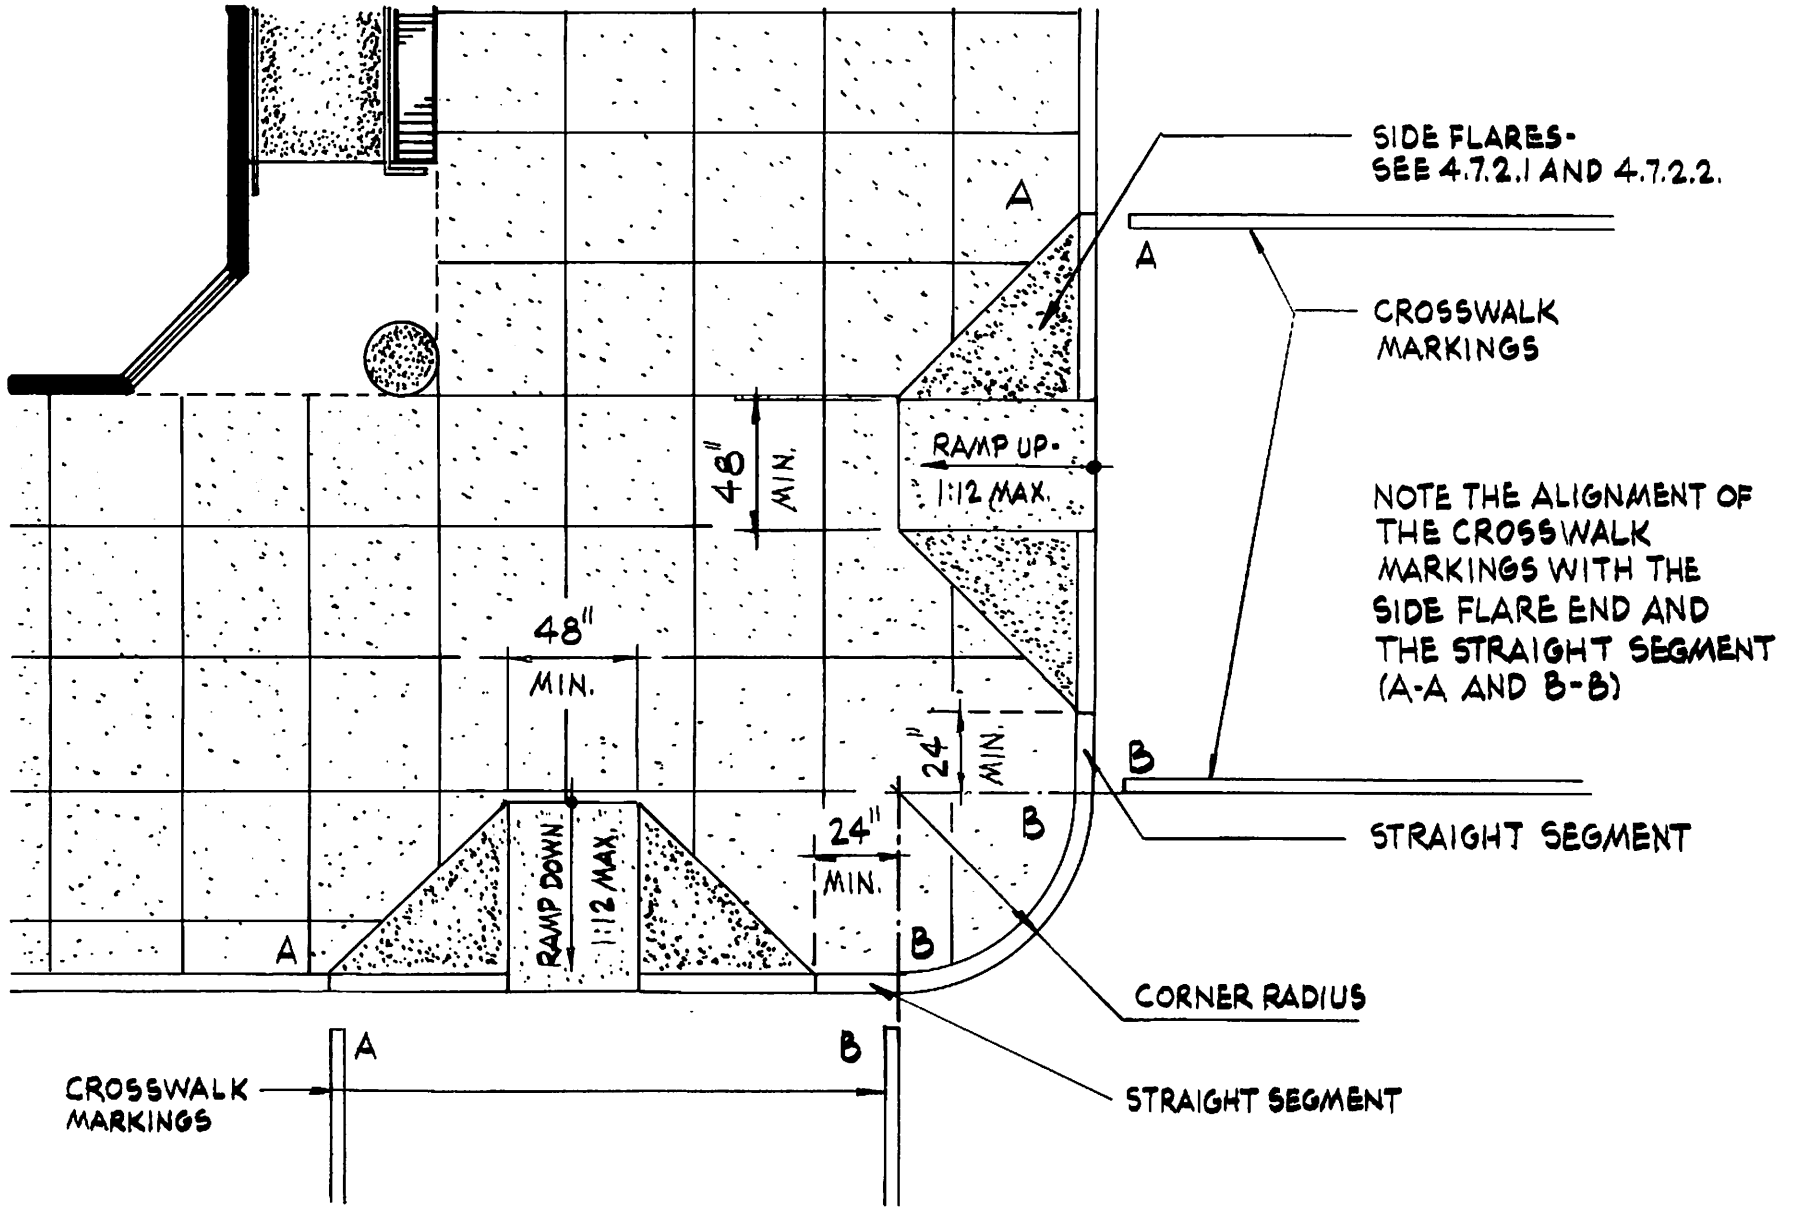 SIDE FLARES-
SEE 4.7.2.1 AND 4.7.2.2.
A
A
CROSSWALK
MARKINGS
RAMP UP-
1:12 MAX.
48"
MIN.
NOTE THE ALIGNMENT OF
THE CROSSWALK
MARKINGS WITH THE
SIDE FLARE END AND
THE STRAIGHT SEGMENT
(A-A AND B-B)
48"
MIN.
24"
MIN.
B
B
STRAIGHT SEGMENT
24"
MIN.
RAMP DOWN
1:12 MAX.
A
B
CORNER RADIUS
A
B
CROSSWALK
MARKINGS
STRAIGHT SEGMENT